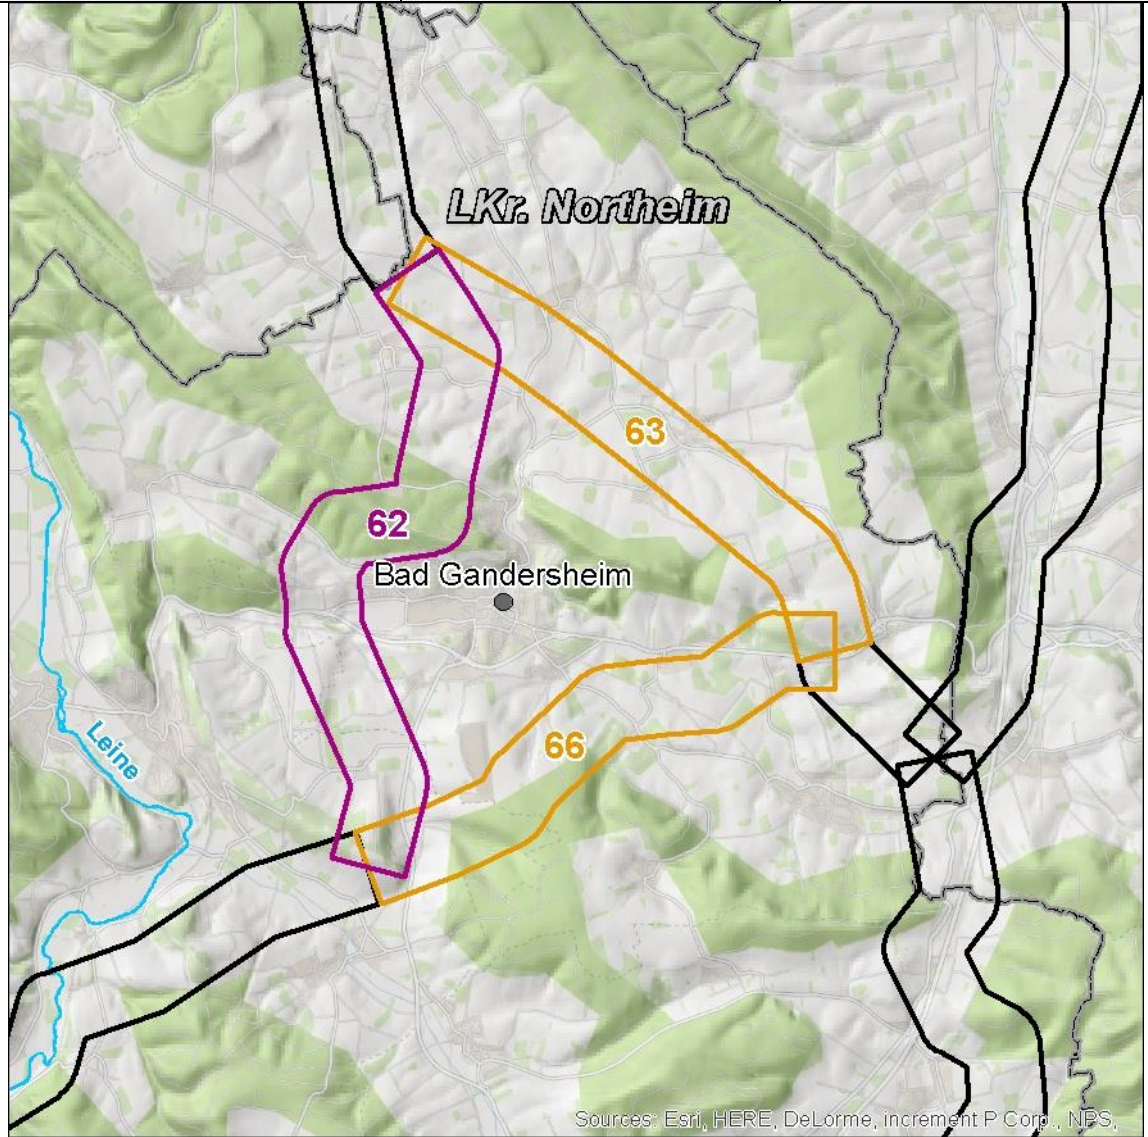 LKr. Northeim
63
62
Bad Gandersheim
66
Leine
Sources: Esri, HERE, DeLorme, increment P Corp., NPS,